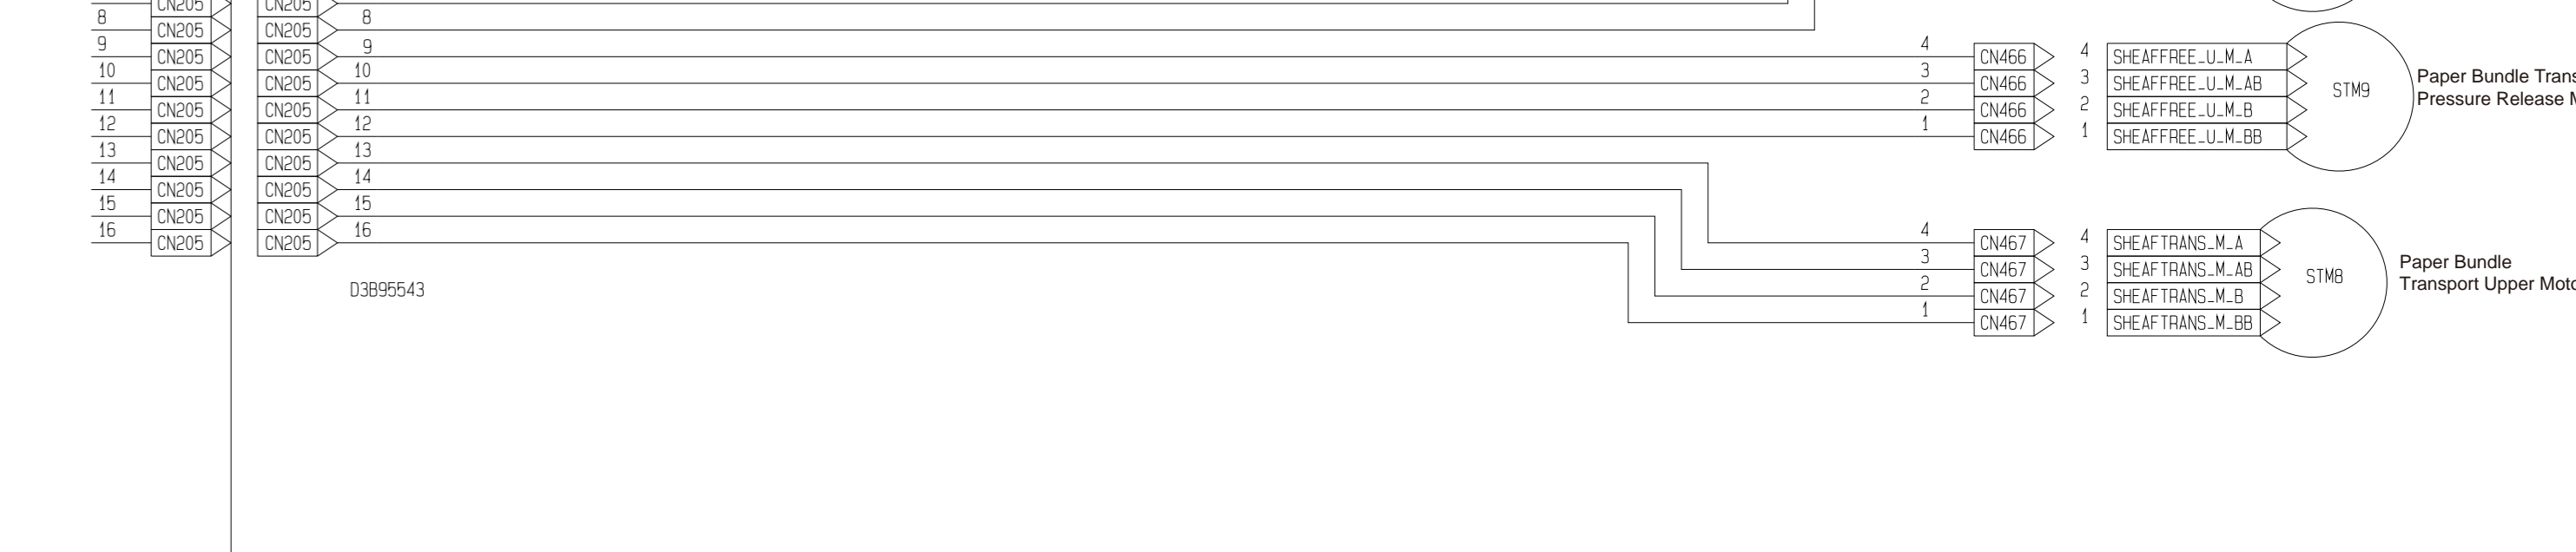 CN205 CN205
8 CN205 CN205 8
9 CN205 CN205 9 4 CN466 4 SHEAFFREE_U_M_A
10 CN205 CN205 10 3 CN466 3 SHEAFFREE_U_M_AB
11 CN205 CN205 11 2 CN466 2 SHEAFFREE_U_M_B
12 CN205 CN205 12 1 CN466 1 SHEAFFREE_U_M_BB
STM9
Paper Bundle Trans
Pressure Release M
13 CN205 CN205 13
14 CN205 CN205 14
15 CN205 CN205 15
16 CN205 CN205 16
4 CN467 4 SHEAFTRANS_M_A
3 CN467 3 SHEAFTRANS_M_AB
2 CN467 2 SHEAFTRANS_M_B
1 CN467 1 SHEAFTRANS_M_BB
STM8
Paper Bundle
Transport Upper Moto
D3B95543